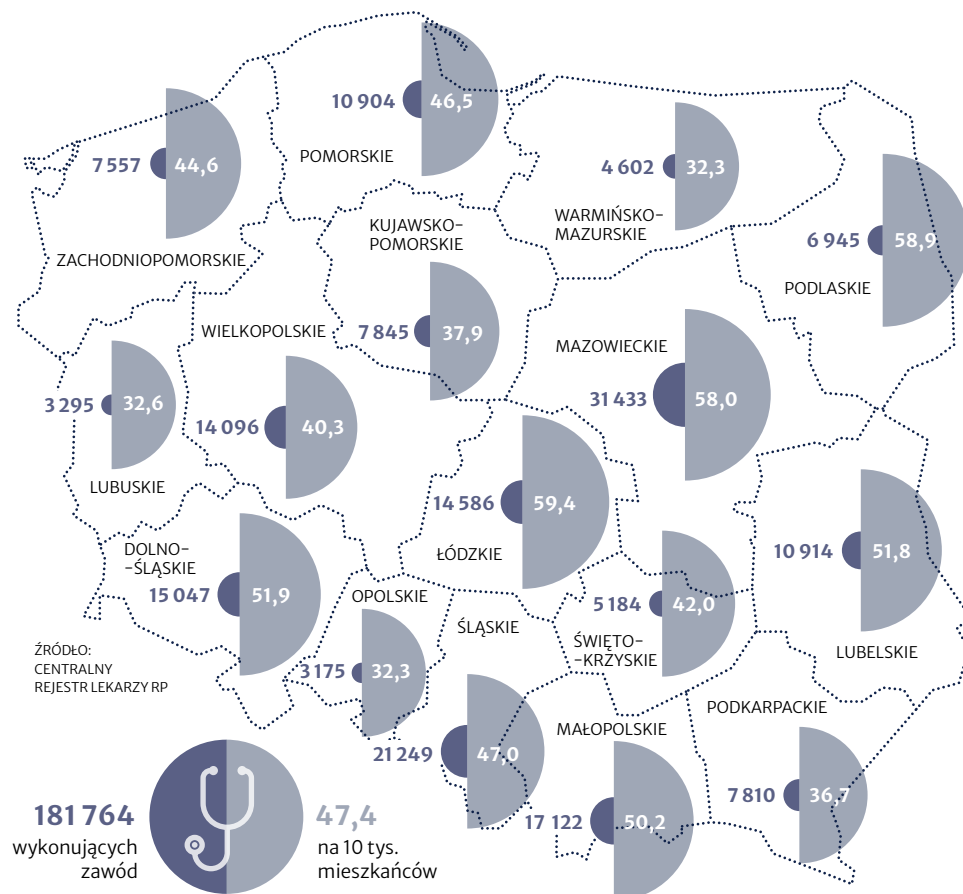 10 904
46,5
POMORSKIE
7 557
44,6
ZACHODNIOPOMORSKIE
4 602
32,3
WARMIŃSKO-
MAZURSKIE
KUJAWSKO-
POMORSKIE
7 845
37,9
6 945
58,9
PODLASKIE
WIELKOPOLSKIE
14 096
40,3
MAZOWIECKIE
31 433
58,0
3 295
32,6
LUBUSKIE
14 586
59,4
ŁÓDZKIE
10 914
51,8
LUBELSKIE
DOLNO-
-ŚLĄSKIE
15 047
51,9
OPOLSKIE
3 175
32,3
ŚLĄSKIE
21 249
47,0
5 184
42,0
ŚWIĘTO-
-KRZYSKIE
MAŁOPOLSKIE
17 122
50,2
PODKARPACKIE
7 810
36,7
ŹRÓDŁO:
CENTRALNY
REJESTR LEKARZY RP
181 764
wykonujących
zawód
47,4
na 10 tys.
mieszkańców